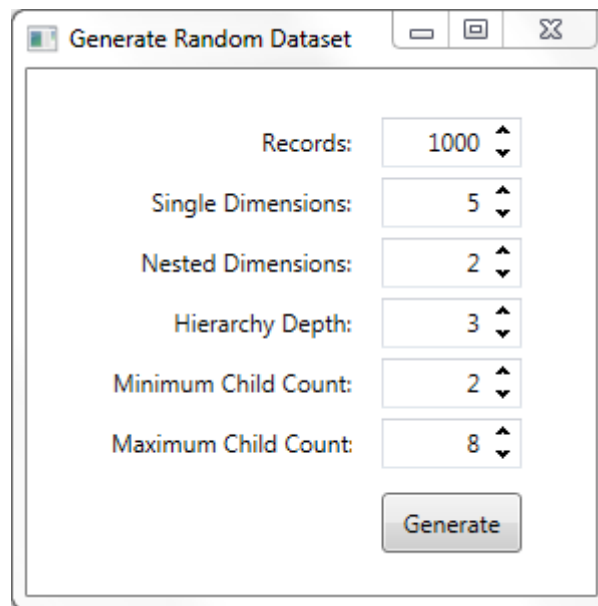 Generate Random Dataset
Records: 1000
Single Dimensions: 5
Nested Dimensions: 2
Hierarchy Depth: 3
Minimum Child Count: 2
Maximum Child Count: 8
Generate